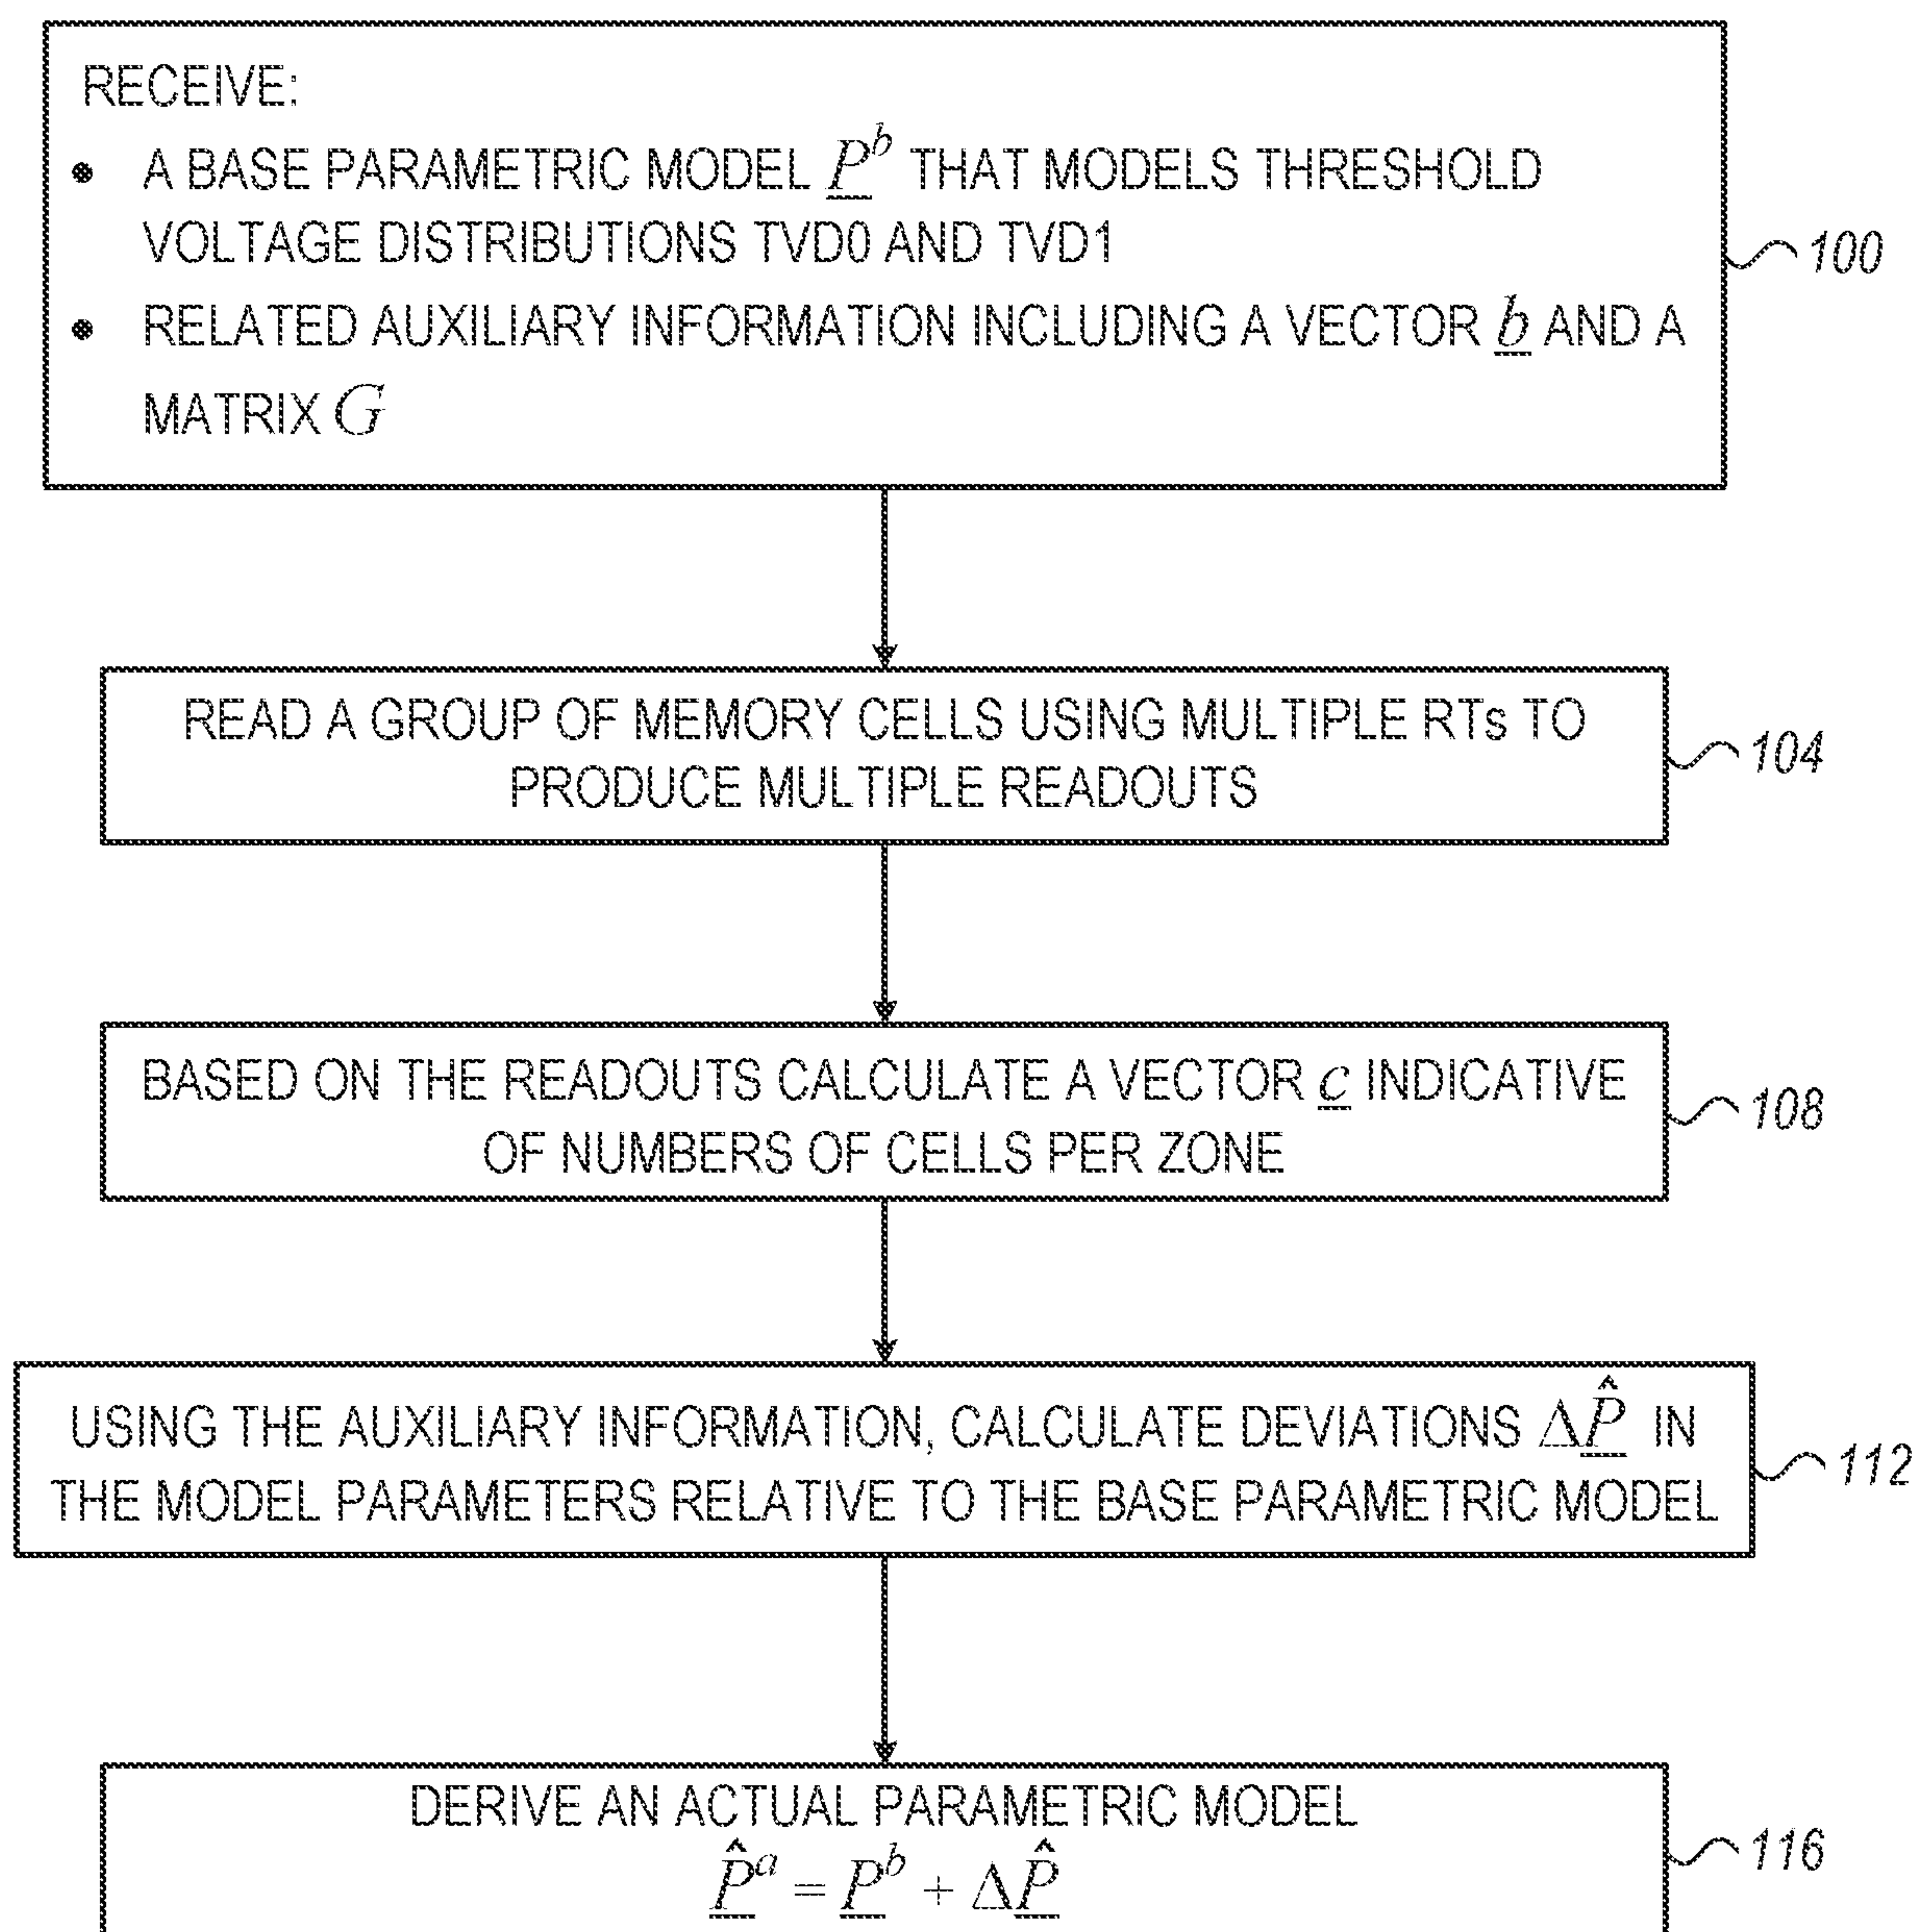 RECEIVE:
• A BASE PARAMETRIC MODEL P̲ᵇ THAT MODELS THRESHOLD
VOLTAGE DISTRIBUTIONS TVD0 AND TVD1
• RELATED AUXILIARY INFORMATION INCLUDING A VECTOR b̲ AND A
MATRIX G
100
READ A GROUP OF MEMORY CELLS USING MULTIPLE RTs TO
PRODUCE MULTIPLE READOUTS
104
BASED ON THE READOUTS CALCULATE A VECTOR c̲ INDICATIVE
OF NUMBERS OF CELLS PER ZONE
108
USING THE AUXILIARY INFORMATION, CALCULATE DEVIATIONS ΔP̲̂ IN
THE MODEL PARAMETERS RELATIVE TO THE BASE PARAMETRIC MODEL
112
DERIVE AN ACTUAL PARAMETRIC MODEL
P̲̂ᵃ = P̲ᵇ + ΔP̲̂
116